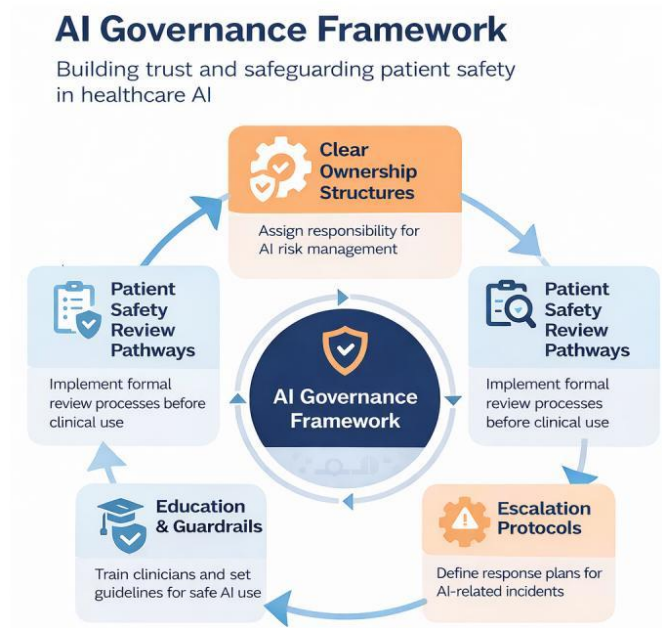 AI Governance Framework
Building trust and safeguarding patient safety
in healthcare AI
Clear
Ownership
Structures
Assign responsibility for
AI risk management
Patient
Safety
Review
Pathways
Implement formal
review processes before
clinical use
Patient
Safety
Review
Pathways
Implement formal
review processes before
clinical use
AI Governance
Framework
Education
& Guardrails
Train clinicians and set
guidelines for safe AI use
Escalation
Protocols
Define response plans for
AI-related incidents